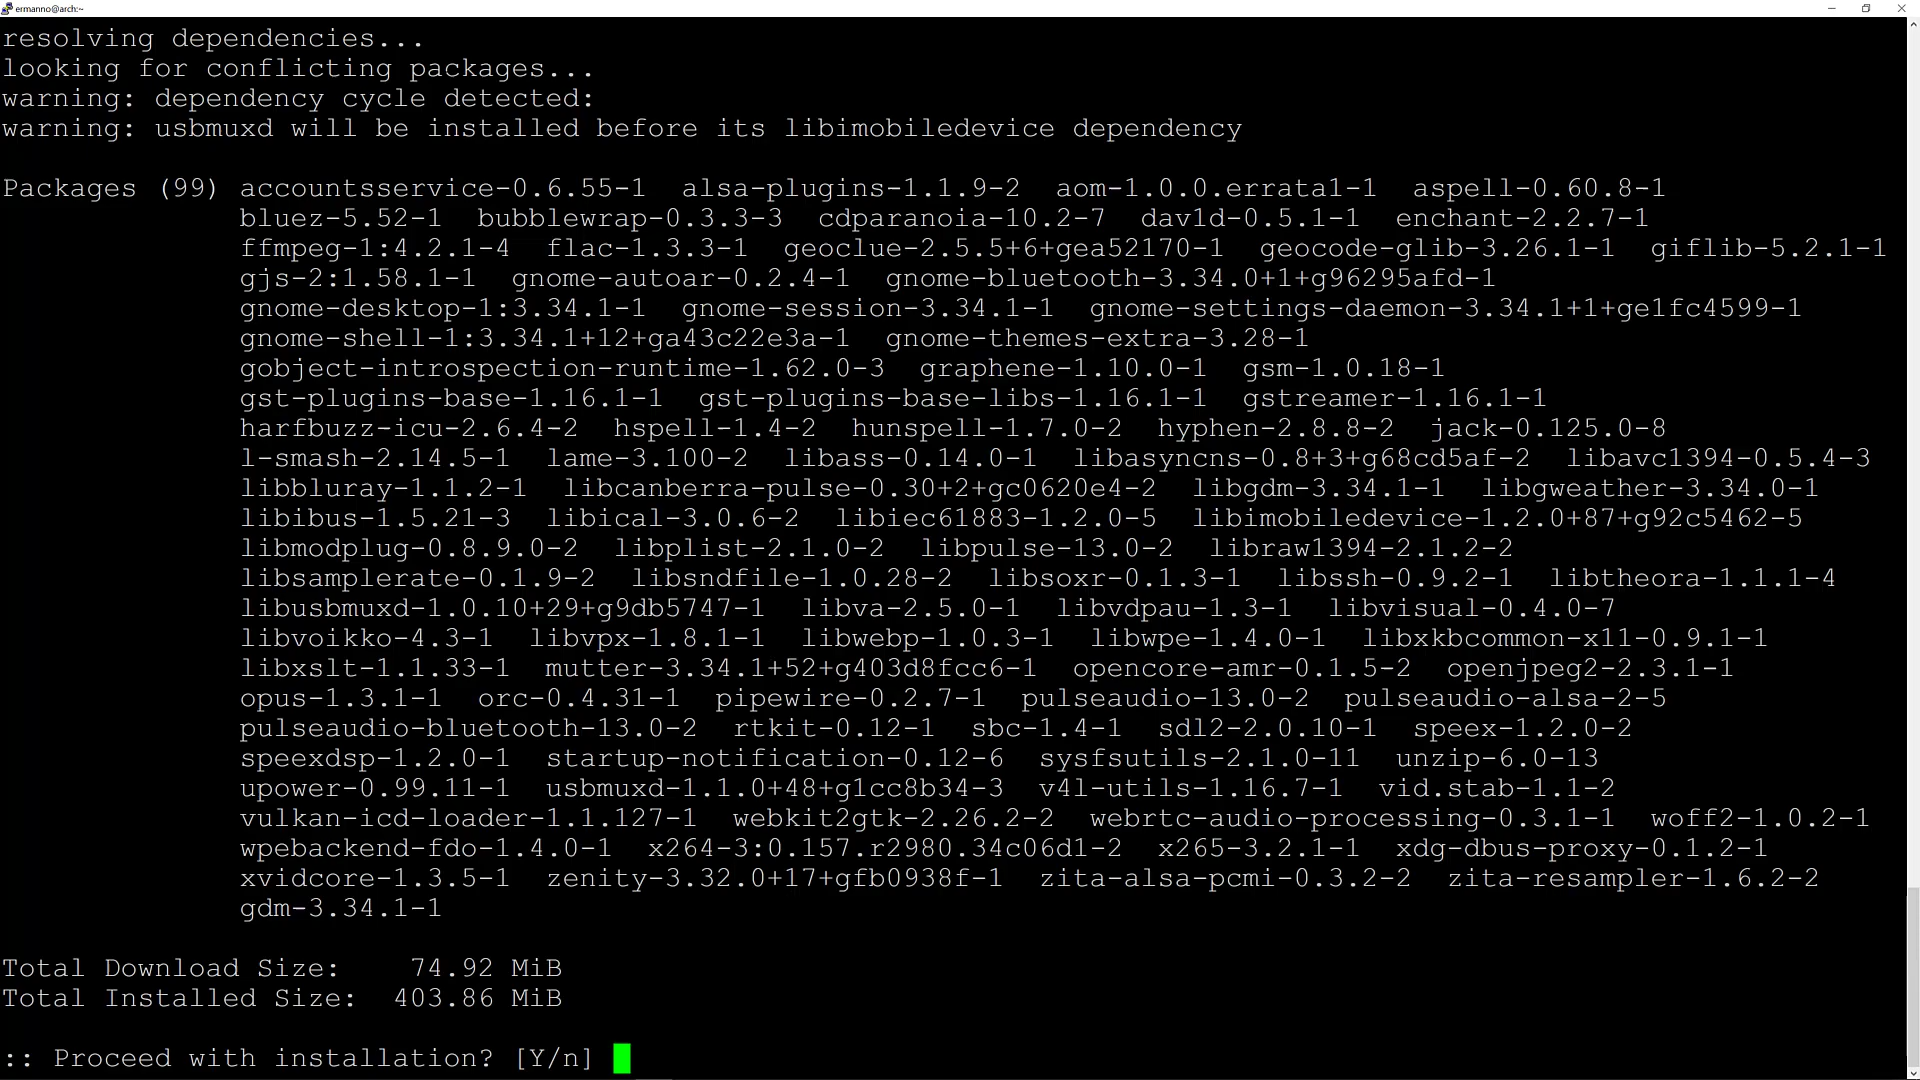 ermanno@arch:~
resolving dependencies...
looking for conflicting packages...
warning: dependency cycle detected:
warning: usbmuxd will be installed before its libimobiledevice dependency
Packages (99) accountsservice-0.6.55-1  alsa-plugins-1.1.9-2  aom-1.0.0.errata1-1  aspell-0.60.8-1
bluez-5.52-1  bubblewrap-0.3.3-3  cdparanoia-10.2-7  dav1d-0.5.1-1  enchant-2.2.7-1
ffmpeg-1:4.2.1-4  flac-1.3.3-1  geoclue-2.5.5+6+gea52170-1  geocode-glib-3.26.1-1  giflib-5.2.1-1
gjs-2:1.58.1-1  gnome-autoar-0.2.4-1  gnome-bluetooth-3.34.0+1+g96295afd-1
gnome-desktop-1:3.34.1-1  gnome-session-3.34.1-1  gnome-settings-daemon-3.34.1+1+ge1fc4599-1
gnome-shell-1:3.34.1+12+ga43c22e3a-1  gnome-themes-extra-3.28-1
gobject-introspection-runtime-1.62.0-3  graphene-1.10.0-1  gsm-1.0.18-1
gst-plugins-base-1.16.1-1  gst-plugins-base-libs-1.16.1-1  gstreamer-1.16.1-1
harfbuzz-icu-2.6.4-2  hspell-1.4-2  hunspell-1.7.0-2  hyphen-2.8.8-2  jack-0.125.0-8
l-smash-2.14.5-1  lame-3.100-2  libass-0.14.0-1  libasyncns-0.8+3+g68cd5af-2  libavc1394-0.5.4-3
libbluray-1.1.2-1  libcanberra-pulse-0.30+2+gc0620e4-2  libgdm-3.34.1-1  libgweather-3.34.0-1
libibus-1.5.21-3  libical-3.0.6-2  libiec61883-1.2.0-5  libimobiledevice-1.2.0+87+g92c5462-5
libmodplug-0.8.9.0-2  libplist-2.1.0-2  libpulse-13.0-2  libraw1394-2.1.2-2
libsamplerate-0.1.9-2  libsndfile-1.0.28-2  libsoxr-0.1.3-1  libssh-0.9.2-1  libtheora-1.1.1-4
libusbmuxd-1.0.10+29+g9db5747-1  libva-2.5.0-1  libvdpau-1.3-1  libvisual-0.4.0-7
libvoikko-4.3-1  libvpx-1.8.1-1  libwebp-1.0.3-1  libwpe-1.4.0-1  libxkbcommon-x11-0.9.1-1
libxslt-1.1.33-1  mutter-3.34.1+52+g403d8fcc6-1  opencore-amr-0.1.5-2  openjpeg2-2.3.1-1
opus-1.3.1-1  orc-0.4.31-1  pipewire-0.2.7-1  pulseaudio-13.0-2  pulseaudio-alsa-2-5
pulseaudio-bluetooth-13.0-2  rtkit-0.12-1  sbc-1.4-1  sdl2-2.0.10-1  speex-1.2.0-2
speexdsp-1.2.0-1  startup-notification-0.12-6  sysfsutils-2.1.0-11  unzip-6.0-13
upower-0.99.11-1  usbmuxd-1.1.0+48+g1cc8b34-3  v4l-utils-1.16.7-1  vid.stab-1.1-2
vulkan-icd-loader-1.1.127-1  webkit2gtk-2.26.2-2  webrtc-audio-processing-0.3.1-1  woff2-1.0.2-1
wpebackend-fdo-1.4.0-1  x264-3:0.157.r2980.34c06d1-2  x265-3.2.1-1  xdg-dbus-proxy-0.1.2-1
xvidcore-1.3.5-1  zenity-3.32.0+17+gfb0938f-1  zita-alsa-pcmi-0.3.2-2  zita-resampler-1.6.2-2
gdm-3.34.1-1
Total Download Size:    74.92 MiB
Total Installed Size:  403.86 MiB
:: Proceed with installation? [Y/n]